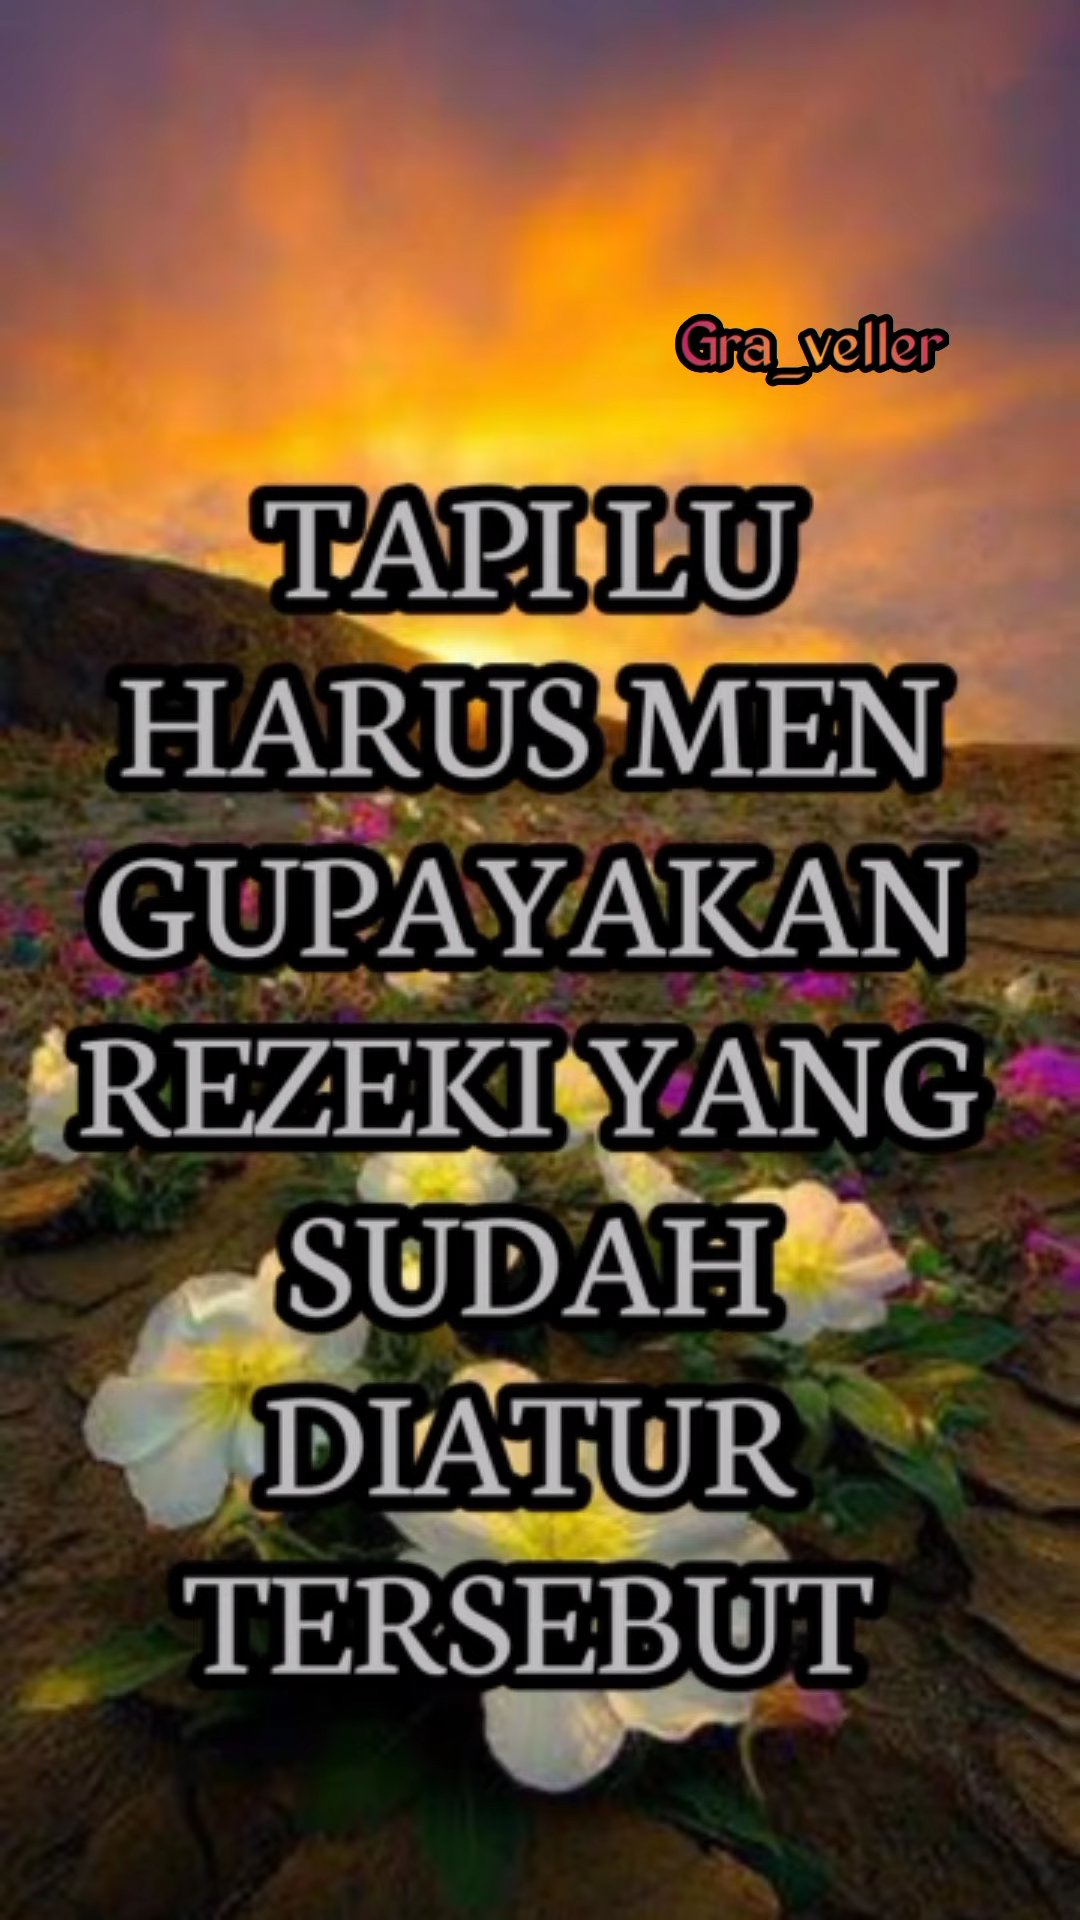 Gra_veller
TAPI LU
HARUS MEN
GUPAYAKAN
REZEKI YANG
SUDAH
DIATUR
TERSEBUT